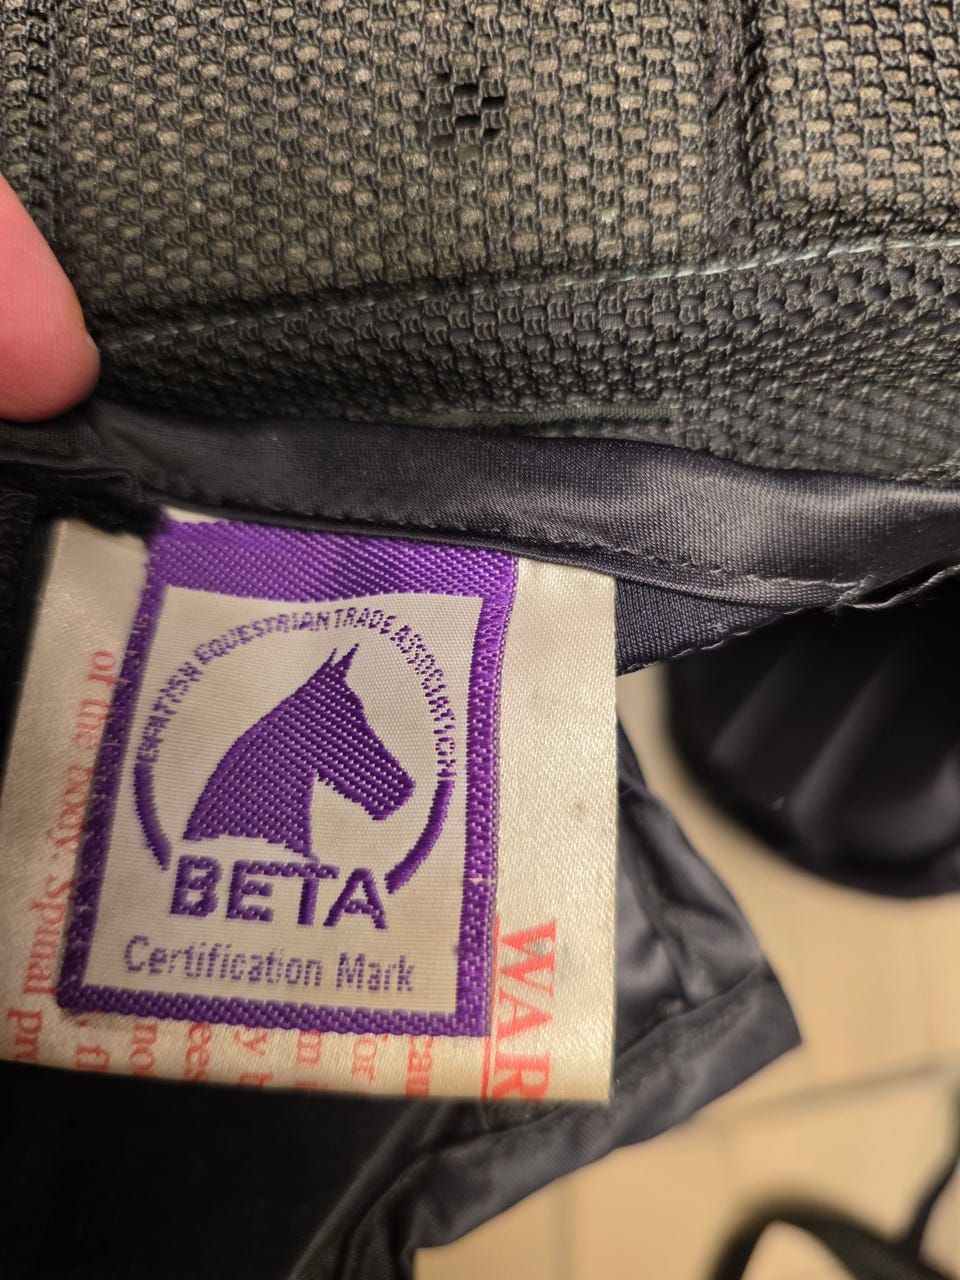 BRITISH EQUESTRIAN TRADE ASSOCIATION
BETA
Certification Mark
WAR
of the body. Spinal